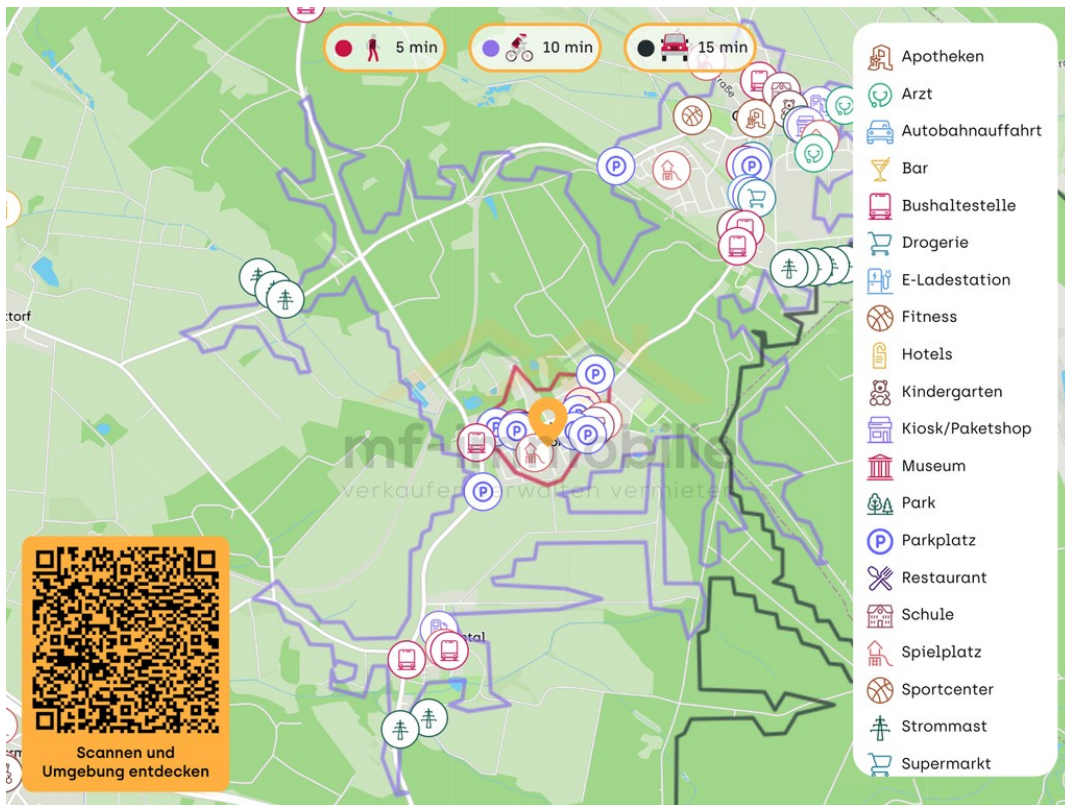 5 min
10 min
15 min
Apotheken
Arzt
Autobahnauffahrt
Bar
Bushaltestelle
Drogerie
E-Ladestation
Fitness
Hotels
Kindergarten
Kiosk/Paketshop
Museum
Park
Parkplatz
Restaurant
Schule
Spielplatz
Sportcenter
Strommast
Supermarkt
mf-immobilie
verkaufen verwalten vermieten
Scannen und
Umgebung entdecken